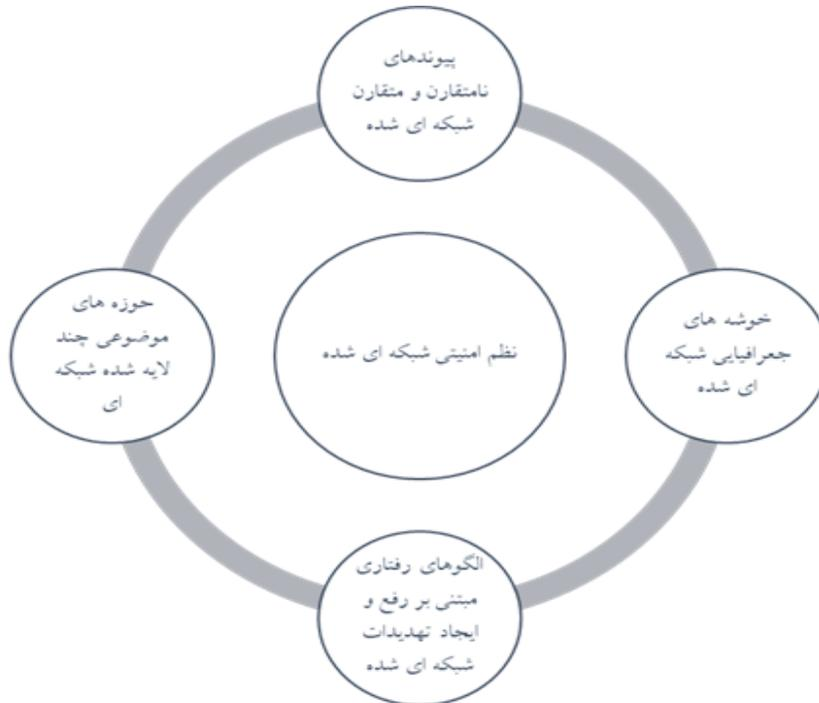 پیوندهای
نامتقارن و متقارن
شبکه ای شده
خوشه های
جعرافیایی شبکه
ای شده
نظم امنیتی شبکه ای شده
حوزه های
موضوعی چند
لایه شده شبکه
ای
الگوهای رفتاری
مبتنی بر رفع و
ایجاد تهدیدات
شبکه ای شده